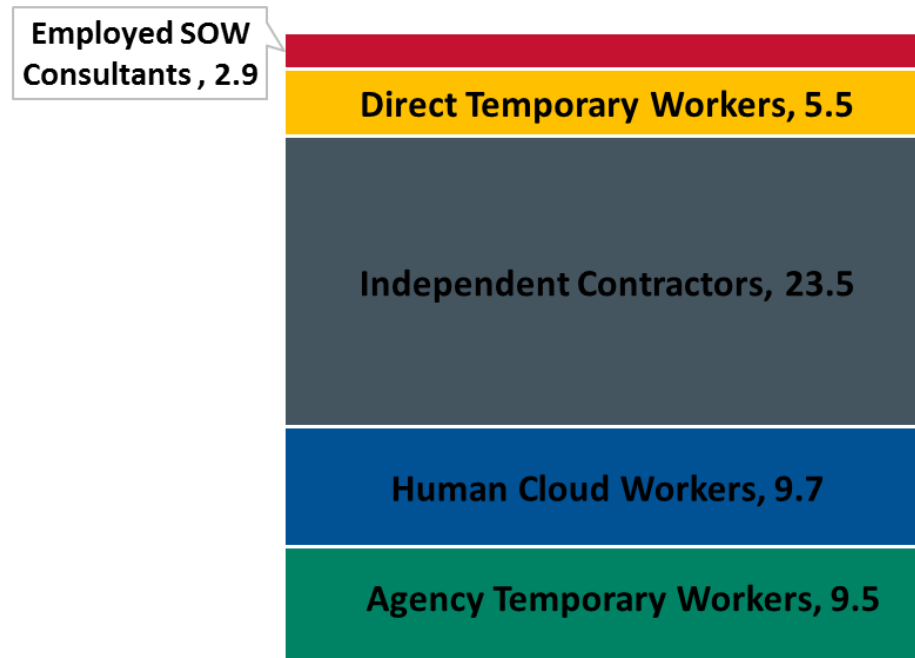 Employed SOW
Consultants , 2.9
Direct Temporary Workers, 5.5
Independent Contractors, 23.5
Human Cloud Workers, 9.7
Agency Temporary Workers, 9.5